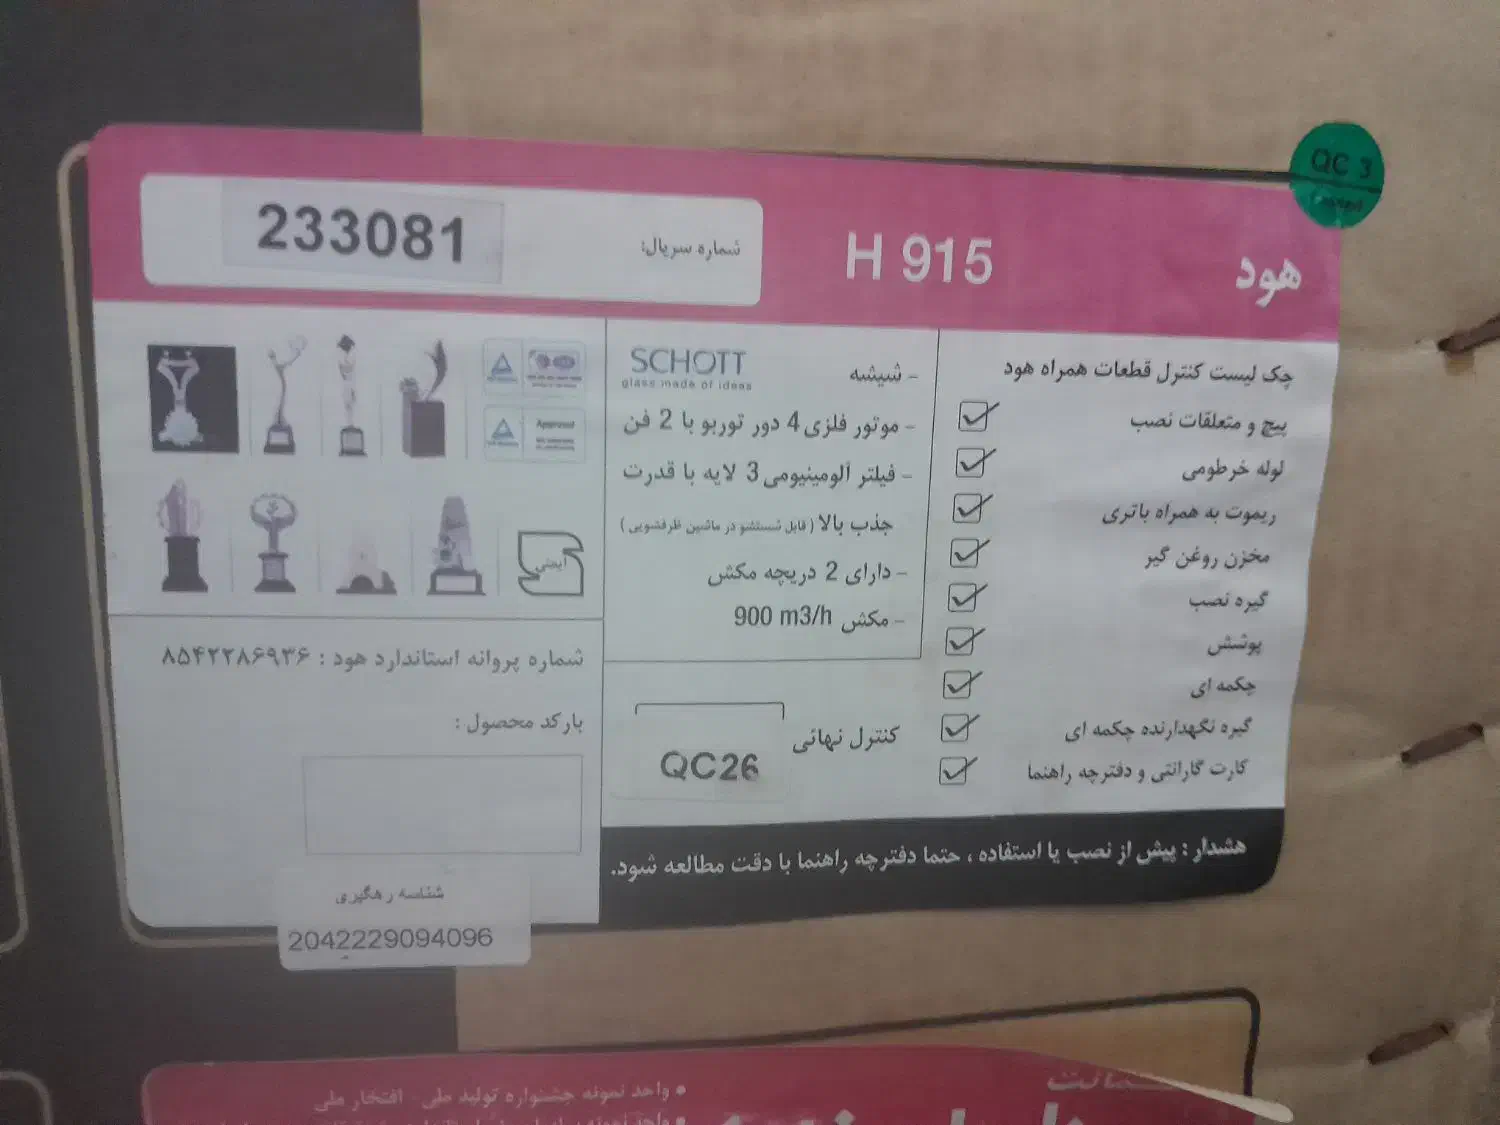 QC 3
هود
H 915
شماره سریال:
233081
چک لیست کنترل قطعات همراه هود
پیچ و متعلقات نصب
لوله خرطومی
ریموت به همراه باتری
مخزن روغن گیر
گیره نصب
پوشش
چکمه ای
گیره نگهدارنده چکمه ای
کارت گارانتی و دفترچه راهنما
- شیشه SCHOTT
glass made of ideas
- موتور فلزی 4 دور توربو با 2 فن
- فیلتر آلومینیومی 3 لایه با قدرت
جذب بالا ( قابل شستشو در ماشین ظرفشویی )
- دارای 2 دریچه مکش
- مکش 900 m3/h
کنترل نهائی
QC26
Approved
ایمنی
شماره پروانه استاندارد هود : ۸۵۴۲۲۸۶۹۳۶
بارکد محصول :
هشدار : پیش از نصب یا استفاده ، حتما دفترچه راهنما با دقت مطالعه شود.
شناسه رهگیری
2042229094096
• واحد نمونه جشنواره تولید ملی - افتخار ملی